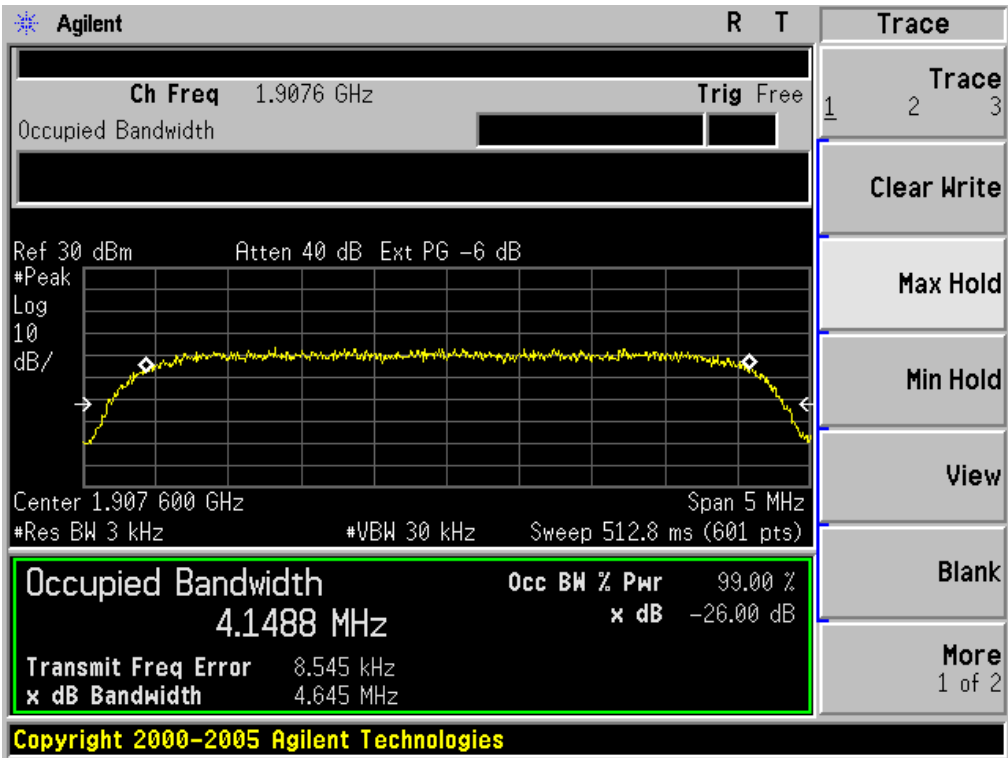 Agilent R T Trace
Ch Freq 1.9076 GHz Trig Free
Occupied Bandwidth
Trace
1 2 3
Clear Write
Max Hold
Min Hold
View
Blank
More
1 of 2
Ref 30 dBm Atten 40 dB Ext PG -6 dB
#Peak
Log
10
dB/
Center 1.907 600 GHz Span 5 MHz
#Res BW 3 kHz #VBW 30 kHz Sweep 512.8 ms (601 pts)
Occupied Bandwidth
4.1488 MHz
Occ BW % Pwr 99.00 %
x dB -26.00 dB
Transmit Freq Error 8.545 kHz
x dB Bandwidth 4.645 MHz
Copyright 2000-2005 Agilent Technologies